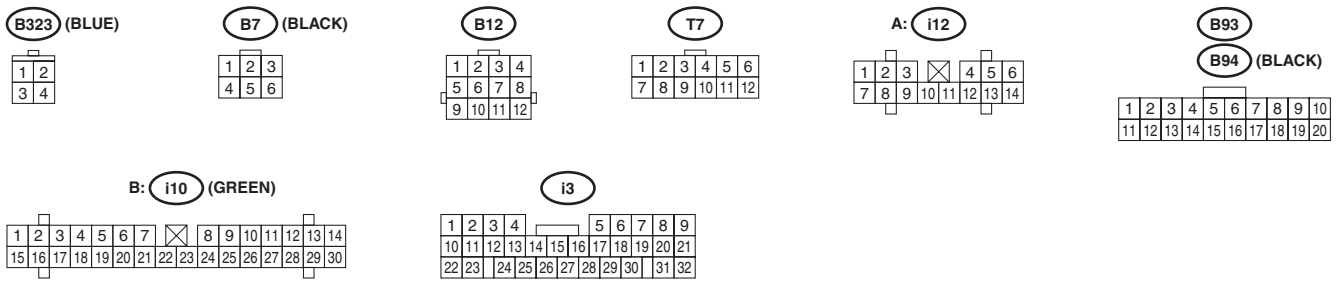 B323 (BLUE)
B7 (BLACK)
B12
T7
A: i12
B93
B94 (BLACK)
1 2
3 4
1 2 3
4 5 6
1 2 3 4
5 6 7 8
9 10 11 12
1 2 3 4 5 6
7 8 9 10 11 12
1 2 3 4 5 6
7 8 9 10 11 12 13 14
1 2 3 4 5 6 7 8 9 10
11 12 13 14 15 16 17 18 19 20
B: i10 (GREEN)
i3
1 2 3 4 5 6 7 8 9 10 11 12 13 14
15 16 17 18 19 20 21 22 23 24 25 26 27 28 29 30
1 2 3 4 5 6 7 8 9
10 11 12 13 14 15 16 17 18 19 20 21
22 23 24 25 26 27 28 29 30 31 32